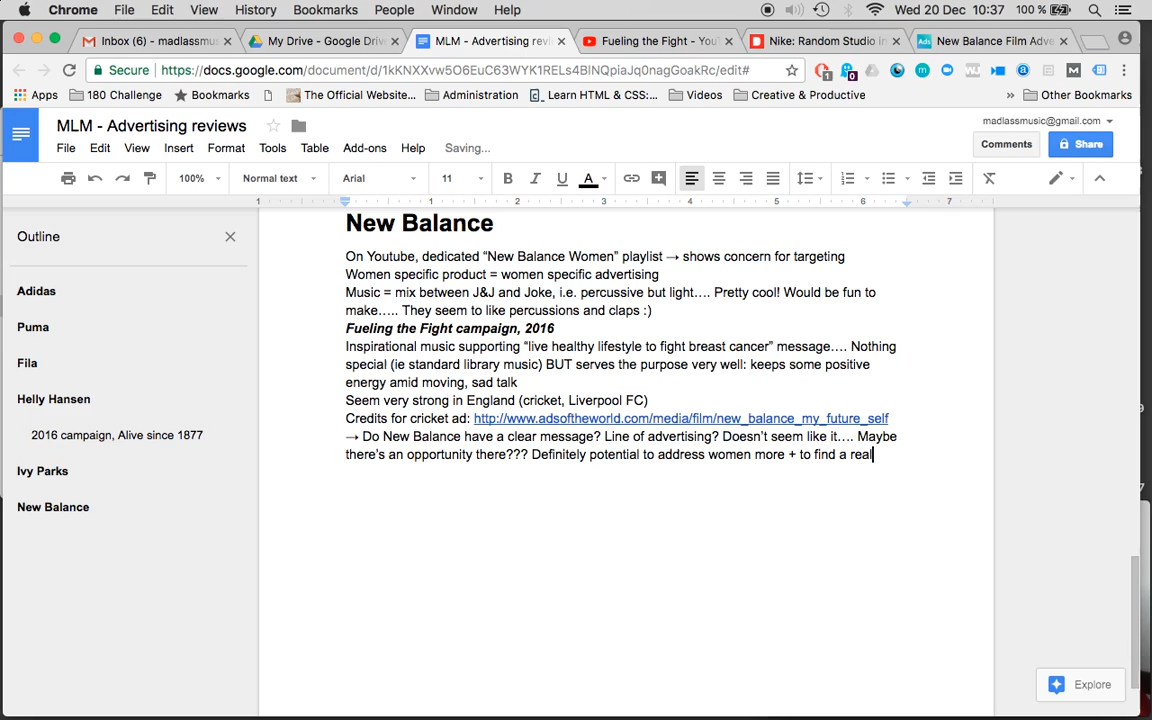 Chrome File Edit View History Bookmarks People Window Help Wed 20 Dec 10:37 100 %
Inbox (6) - madlassmus My Drive - Google Driv MLM - Advertising revi Fueling the Fight - YouT Nike: Random Studio in New Balance Film Adve
Secure https://docs.google.com/document/d/1kKNXXvw5O6EuC63WYK1RELs4BINQpiaJq0nagGoakRc/edit#
Apps 180 Challenge Bookmarks The Official Website... Administration Learn HTML & CSS:... Videos Creative & Productive » Other Bookmarks
MLM - Advertising reviews
madlassmusic@gmail.com
File Edit View Insert Format Tools Table Add-ons Help Saving...
Comments Share
100% Normal text Arial 11 B I U A
1 1 2 3 4 5 6 7
Outline
Adidas
Puma
Fila
Helly Hansen
2016 campaign, Alive since 1877
Ivy Parks
New Balance
New Balance
On Youtube, dedicated “New Balance Women” playlist → shows concern for targeting
Women specific product = women specific advertising
Music = mix between J&J and Joke, i.e. percussive but light…. Pretty cool! Would be fun to
make….. They seem to like percussions and claps :)
Fueling the Fight campaign, 2016
Inspirational music supporting “live healthy lifestyle to fight breast cancer” message…. Nothing
special (ie standard library music) BUT serves the purpose very well: keeps some positive
energy amid moving, sad talk
Seem very strong in England (cricket, Liverpool FC)
Credits for cricket ad: http://www.adsoftheworld.com/media/film/new_balance_my_future_self
→ Do New Balance have a clear message? Line of advertising? Doesn’t seem like it…. Maybe
there’s an opportunity there??? Definitely potential to address women more + to find a real
Explore